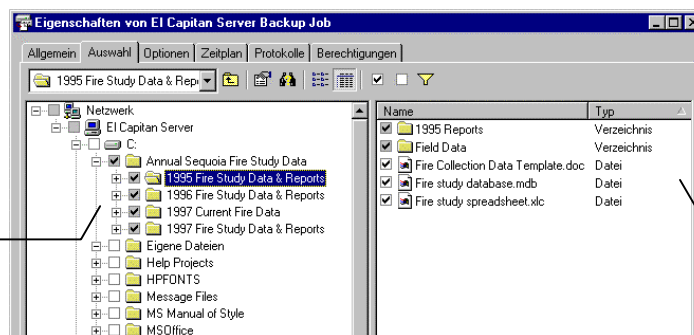 Eigenschaften von El Capitan Server Backup Job
Allgemein Auswahl Optionen Zeitplan Protokolle Berechtigungen
1995 Fire Study Data &
Netzwerk
El Capitan Server
C:
Annual Sequoia Fire Study Data
1995 Fire Study Data & Reports
1996 Fire Study Data & Reports
1997 Current Fire Data
1997 Fire Study Data & Reports
Eigene Dateien
Help Projects
HPFONTS
Message Files
MS Manual of Style
MSOffice
Name Typ
1995 Reports Verzeichnis
Field Data Verzeichnis
Fire Collection Data Template.doc Datei
Fire study database.mdb Datei
Fire study spreadsheet.xlc Datei